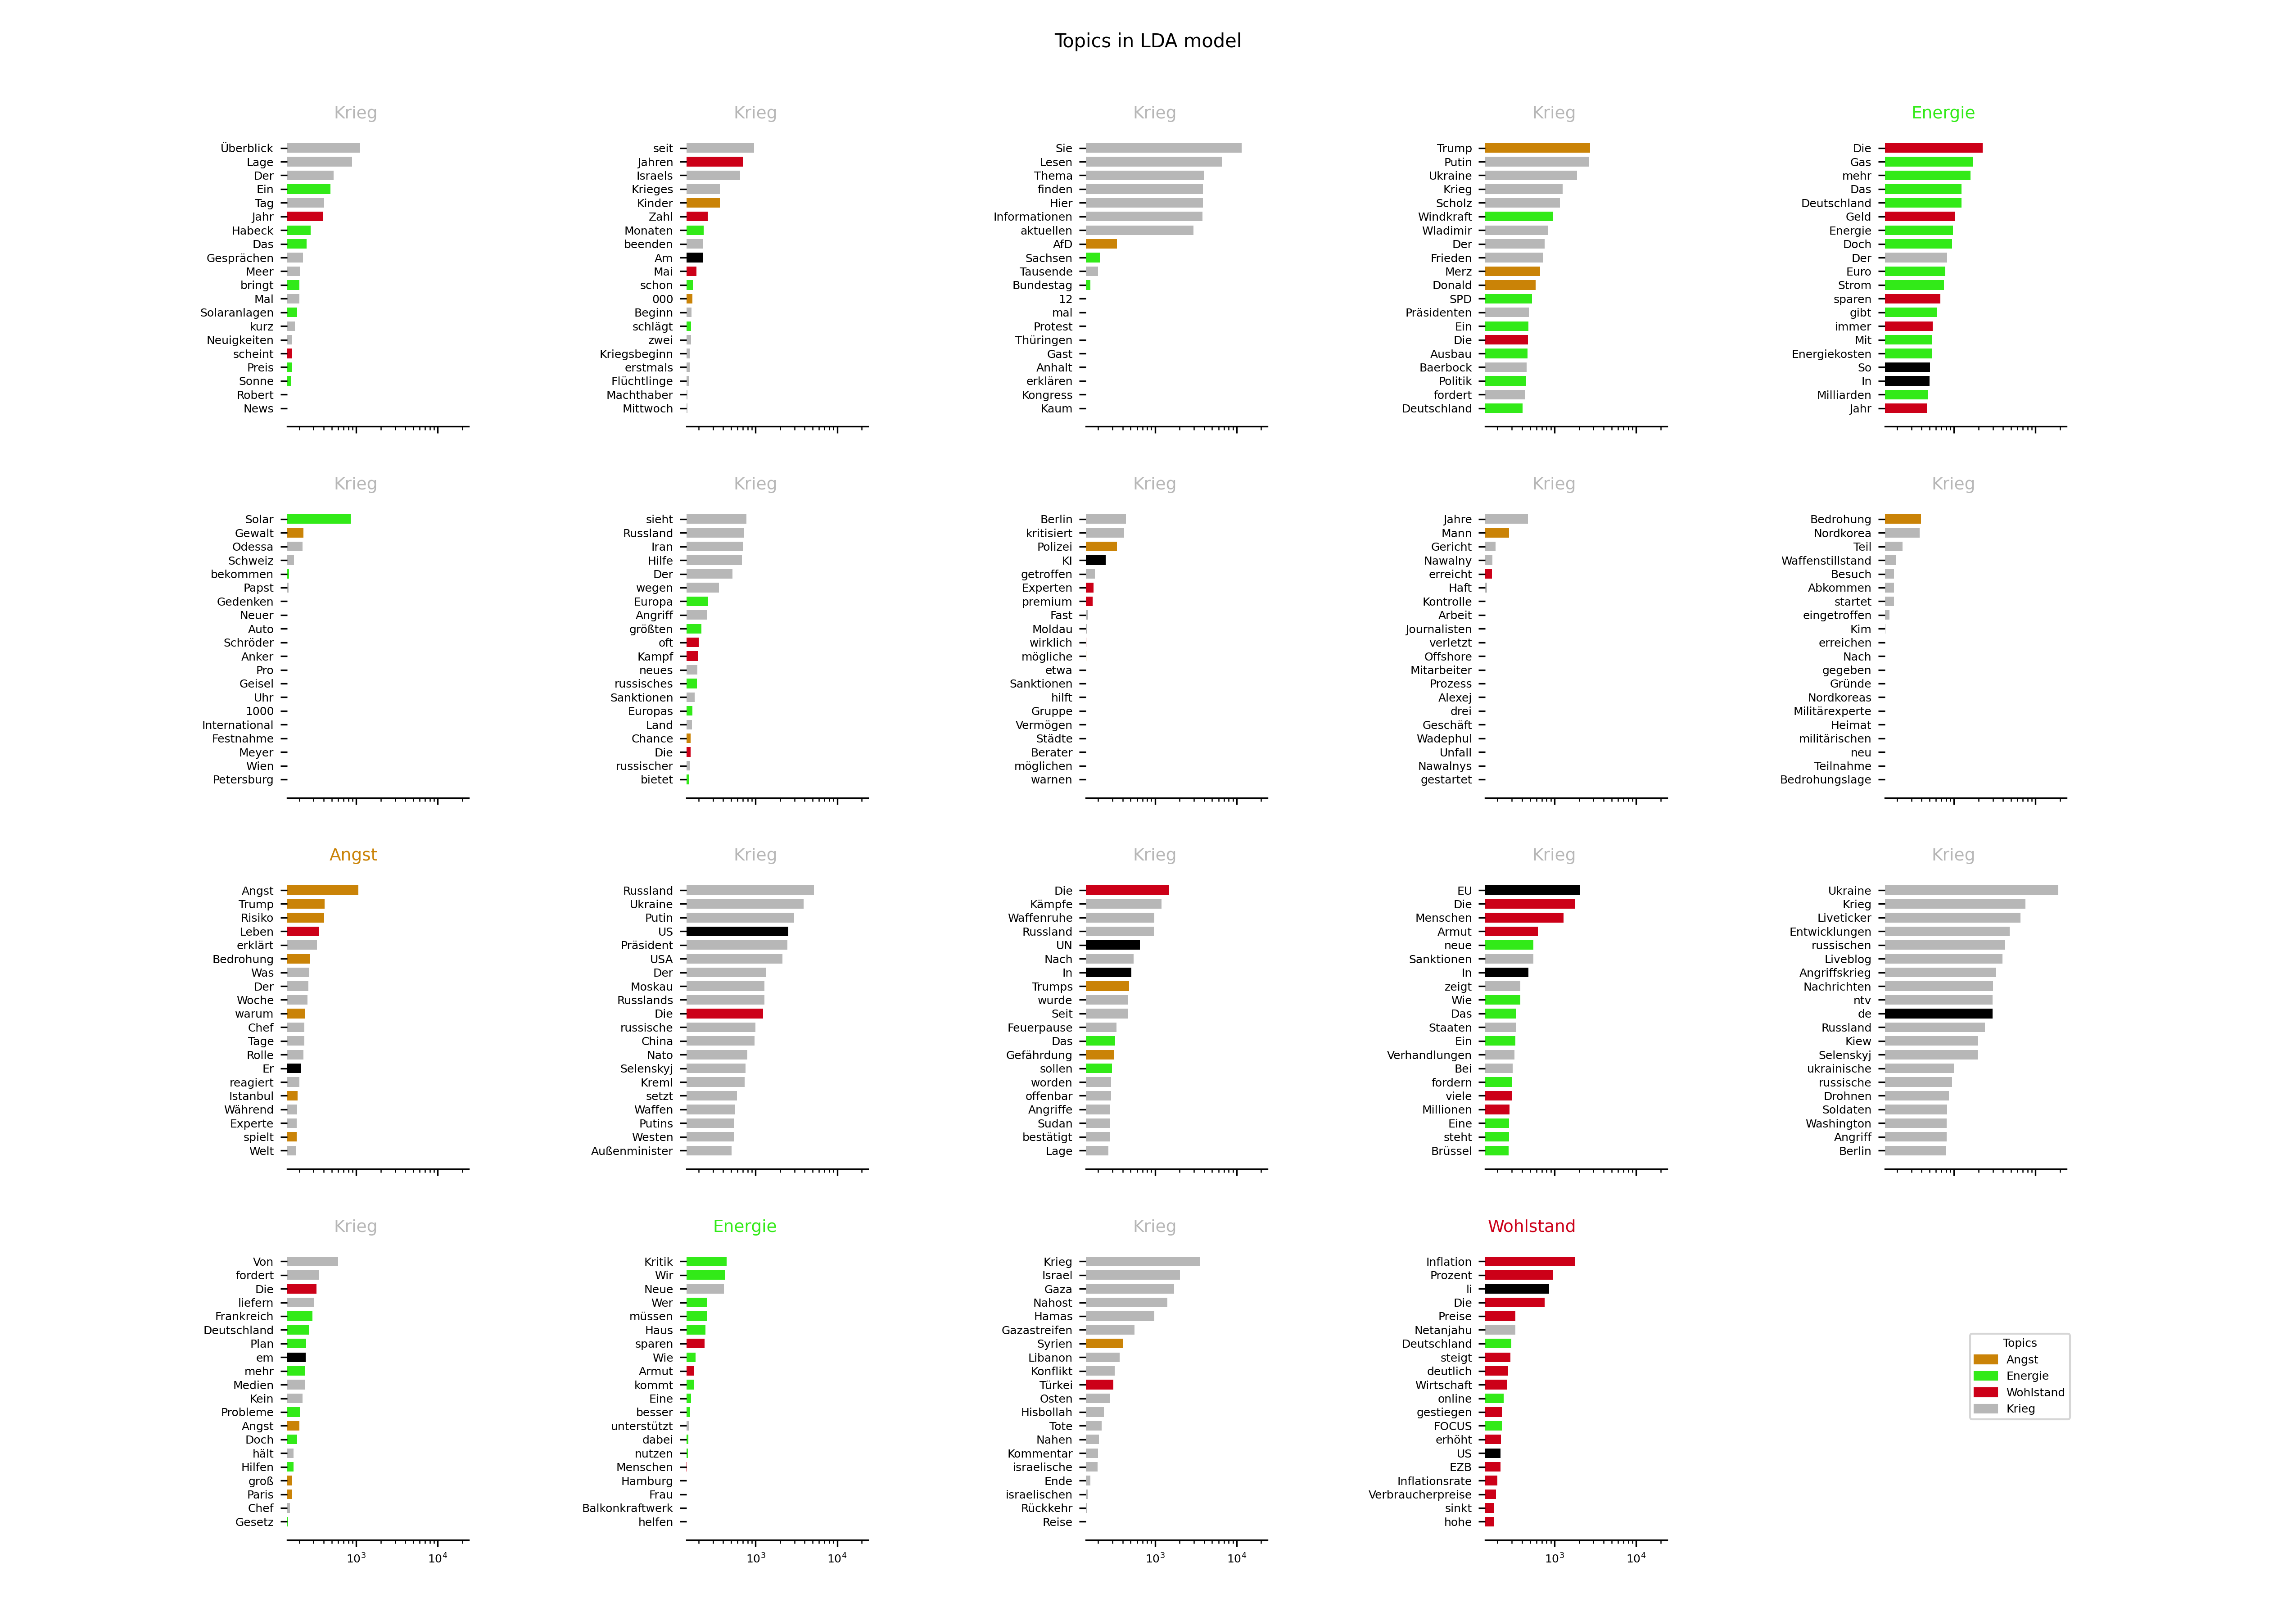 Topics in LDA model
Krieg
Überblick
Lage
Der
Ein
Tag
Jahr
Habeck
Das
Gesprächen
Meer
bringt
Mal
Solaranlagen
kurz
Neuigkeiten
scheint
Preis
Sonne
Robert
News
Krieg
seit
Jahren
Israels
Krieges
Kinder
Zahl
Monaten
beenden
Am
Mai
schon
000
Beginn
schlägt
zwei
Kriegsbeginn
erstmals
Flüchtlinge
Machthaber
Mittwoch
Krieg
Sie
Lesen
Thema
finden
Hier
Informationen
aktuellen
AfD
Sachsen
Tausende
Bundestag
12
mal
Protest
Thüringen
Gast
Anhalt
erklären
Kongress
Kaum
Krieg
Trump
Putin
Ukraine
Krieg
Scholz
Windkraft
Wladimir
Der
Frieden
Merz
Donald
SPD
Präsidenten
Ein
Die
Ausbau
Baerbock
Politik
fordert
Deutschland
Energie
Die
Gas
mehr
Das
Deutschland
Geld
Energie
Doch
Der
Euro
Strom
sparen
gibt
immer
Mit
Energiekosten
So
In
Milliarden
Jahr
Krieg
Solar
Gewalt
Odessa
Schweiz
bekommen
Papst
Gedenken
Neuer
Auto
Schröder
Anker
Pro
Geisel
Uhr
1000
International
Festnahme
Meyer
Wien
Petersburg
Krieg
sieht
Russland
Iran
Hilfe
Der
wegen
Europa
Angriff
größten
oft
Kampf
neues
russisches
Sanktionen
Europas
Land
Chance
Die
russischer
bietet
Krieg
Berlin
kritisiert
Polizei
KI
getroffen
Experten
premium
Fast
Moldau
wirklich
mögliche
etwa
Sanktionen
hilft
Gruppe
Vermögen
Städte
Berater
möglichen
warnen
Krieg
Jahre
Mann
Gericht
Nawalny
erreicht
Haft
Kontrolle
Arbeit
Journalisten
verletzt
Offshore
Mitarbeiter
Prozess
Alexej
drei
Geschäft
Wadephul
Unfall
Nawalnys
gestartet
Krieg
Bedrohung
Nordkorea
Teil
Waffenstillstand
Besuch
Abkommen
startet
eingetroffen
Kim
erreichen
Nach
gegeben
Gründe
Nordkoreas
Militärexperte
Heimat
militärischen
neu
Teilnahme
Bedrohungslage
Angst
Angst
Trump
Risiko
Leben
erklärt
Bedrohung
Was
Der
Woche
warum
Chef
Tage
Rolle
Er
reagiert
Istanbul
Während
Experte
spielt
Welt
Krieg
Russland
Ukraine
Putin
US
Präsident
USA
Der
Moskau
Russlands
Die
russische
China
Nato
Selenskyj
Kreml
setzt
Waffen
Putins
Westen
Außenminister
Krieg
Die
Kämpfe
Waffenruhe
Russland
UN
Nach
In
Trumps
wurde
Seit
Feuerpause
Das
Gefährdung
sollen
worden
offenbar
Angriffe
Sudan
bestätigt
Lage
Krieg
EU
Die
Menschen
Armut
neue
Sanktionen
In
zeigt
Wie
Das
Staaten
Ein
Verhandlungen
Bei
fordern
viele
Millionen
Eine
steht
Brüssel
Krieg
Ukraine
Krieg
Liveticker
Entwicklungen
russischen
Liveblog
Angriffskrieg
Nachrichten
ntv
de
Russland
Kiew
Selenskyj
ukrainische
russische
Drohnen
Soldaten
Washington
Angriff
Berlin
Krieg
Von
fordert
Die
liefern
Frankreich
Deutschland
Plan
em
mehr
Medien
Kein
Probleme
Angst
Doch
hält
Hilfen
groß
Paris
Chef
Gesetz
10³ 10⁴
Energie
Kritik
Wir
Neue
Wer
müssen
Haus
sparen
Wie
Armut
kommt
Eine
besser
unterstützt
dabei
nutzen
Menschen
Hamburg
Frau
Balkonkraftwerk
helfen
10³ 10⁴
Krieg
Krieg
Israel
Gaza
Nahost
Hamas
Gazastreifen
Syrien
Libanon
Konflikt
Türkei
Osten
Hisbollah
Tote
Nahen
Kommentar
israelische
Ende
israelischen
Rückkehr
Reise
10³ 10⁴
Wohlstand
Inflation
Prozent
li
Die
Preise
Netanjahu
Deutschland
steigt
deutlich
Wirtschaft
online
gestiegen
FOCUS
erhöht
US
EZB
Inflationsrate
Verbraucherpreise
sinkt
hohe
10³ 10⁴
Topics
Angst
Energie
Wohlstand
Krieg